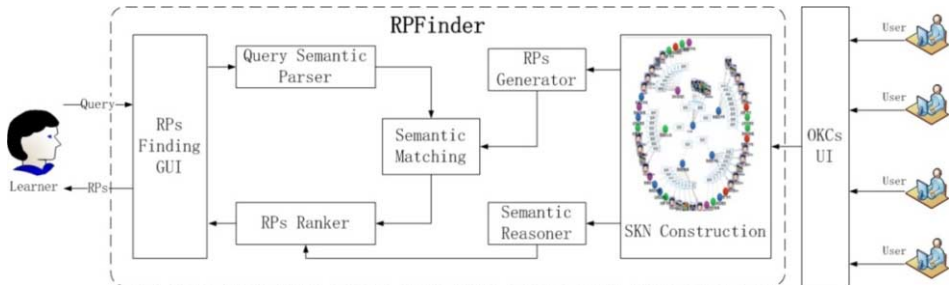 RPFinder
User
Query Semantic
Parser
RPs
Generator
User
Query
RPs
Finding
GUI
Semantic
Matching
OKCs
UI
Learner
RPs
User
RPs Ranker
Semantic
Reasoner
SKN Construction
User